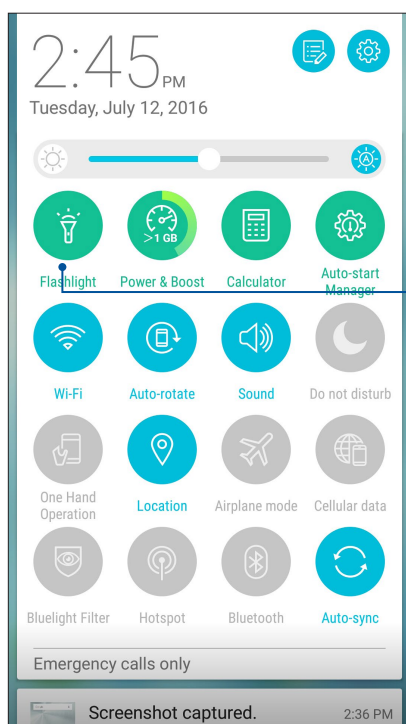 2:45 PM
Tuesday, July 12, 2016
A
>1 GB
Flashlight Power & Boost Calculator Auto-start Manager
Wi-Fi Auto-rotate Sound Do not disturb
One Hand Operation Location Airplane mode Cellular data
Bluelight Filter Hotspot Bluetooth Auto-sync
Emergency calls only
Screenshot captured. 2:36 PM